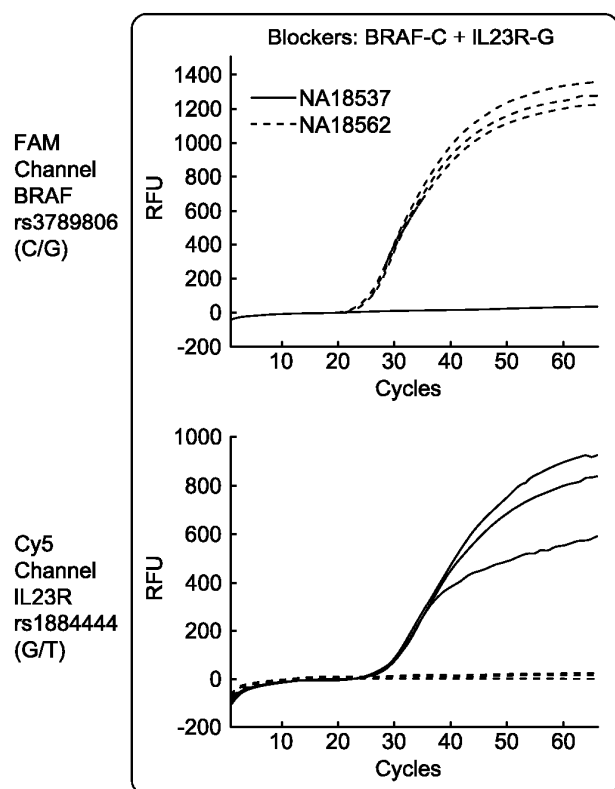 Blockers: BRAF-C + IL23R-G
FAM
Channel
BRAF
rs3789806
(C/G)
RFU
1400
1200
1000
800
600
400
200
0
-200
NA18537
NA18562
10 20 30 40 50 60
Cycles
Cy5
Channel
IL23R
rs1884444
(G/T)
RFU
1000
800
600
400
200
0
-200
10 20 30 40 50 60
Cycles